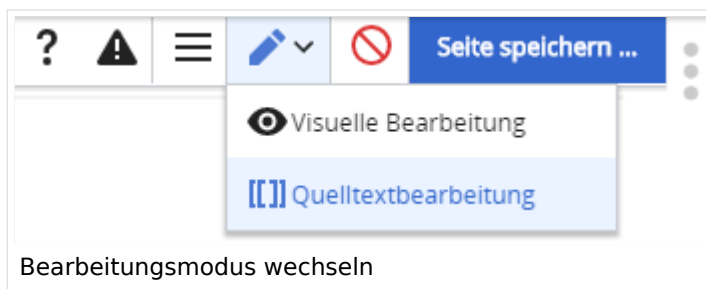 ? Seite speichern ...
Visuelle Bearbeitung
[[]] Quelltextbearbeitung
Bearbeitungsmodus wechseln